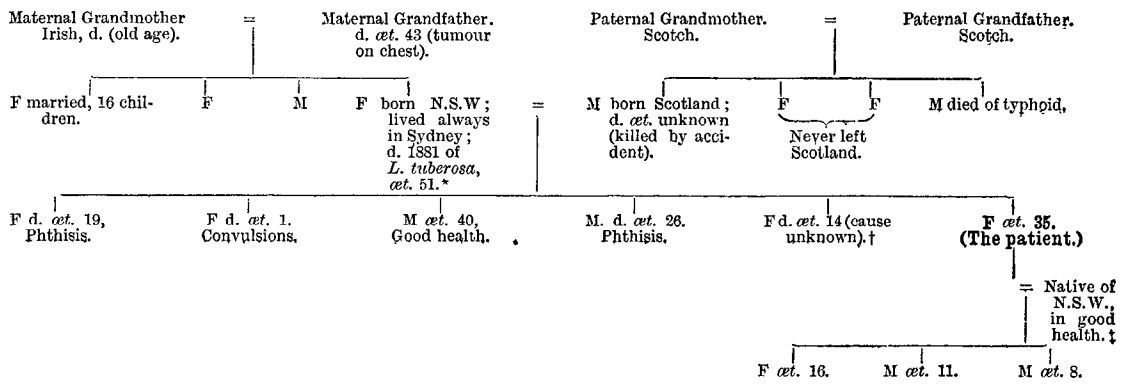 Maternal Grandmother = Maternal Grandfather. Paternal Grandmother = Paternal Grandfather.
Irish, d. (old age). d. æt. 43 (tumour Scotch. Scotch.
on chest).
F married, 16 chil- F M F born N.S.W; = M born Scotland; F F M died of typhoid.
dren. lived always d. æt. unknown
in Sydney; (killed by acci- Never left
d. 1881 of dent). Scotland.
L. tuberosa,
æt. 51.*
F d. æt. 19, F d. æt. 1. M æt. 40, M. d. æt. 26. F d. æt. 14 (cause F æt. 35.
Phthisis. Convulsions. Good health. Phthisis. unknown).† (The patient.)
= Native of
N.S.W.,
in good
health.‡
F æt. 16. M æt. 11. M æt. 8.